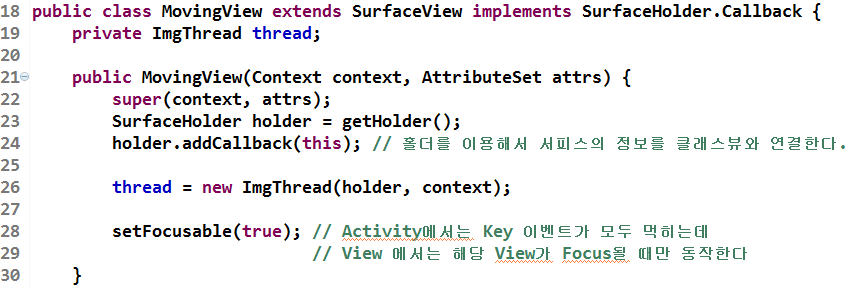 18 public class MovingView extends SurfaceView implements SurfaceHolder.Callback {
19     private ImgThread thread;
20
21     public MovingView(Context context, AttributeSet attrs) {
22         super(context, attrs);
23         SurfaceHolder holder = getHolder();
24         holder.addCallback(this); // 홀더를 이용해서 서피스의 정보를 클래스뷰와 연결한다.
25
26         thread = new ImgThread(holder, context);
27
28         setFocusable(true); // Activity에서는 Key 이벤트가 모두 먹히는데
29                             // View 에서는 해당 View가 Focus될 때만 동작한다
30     }